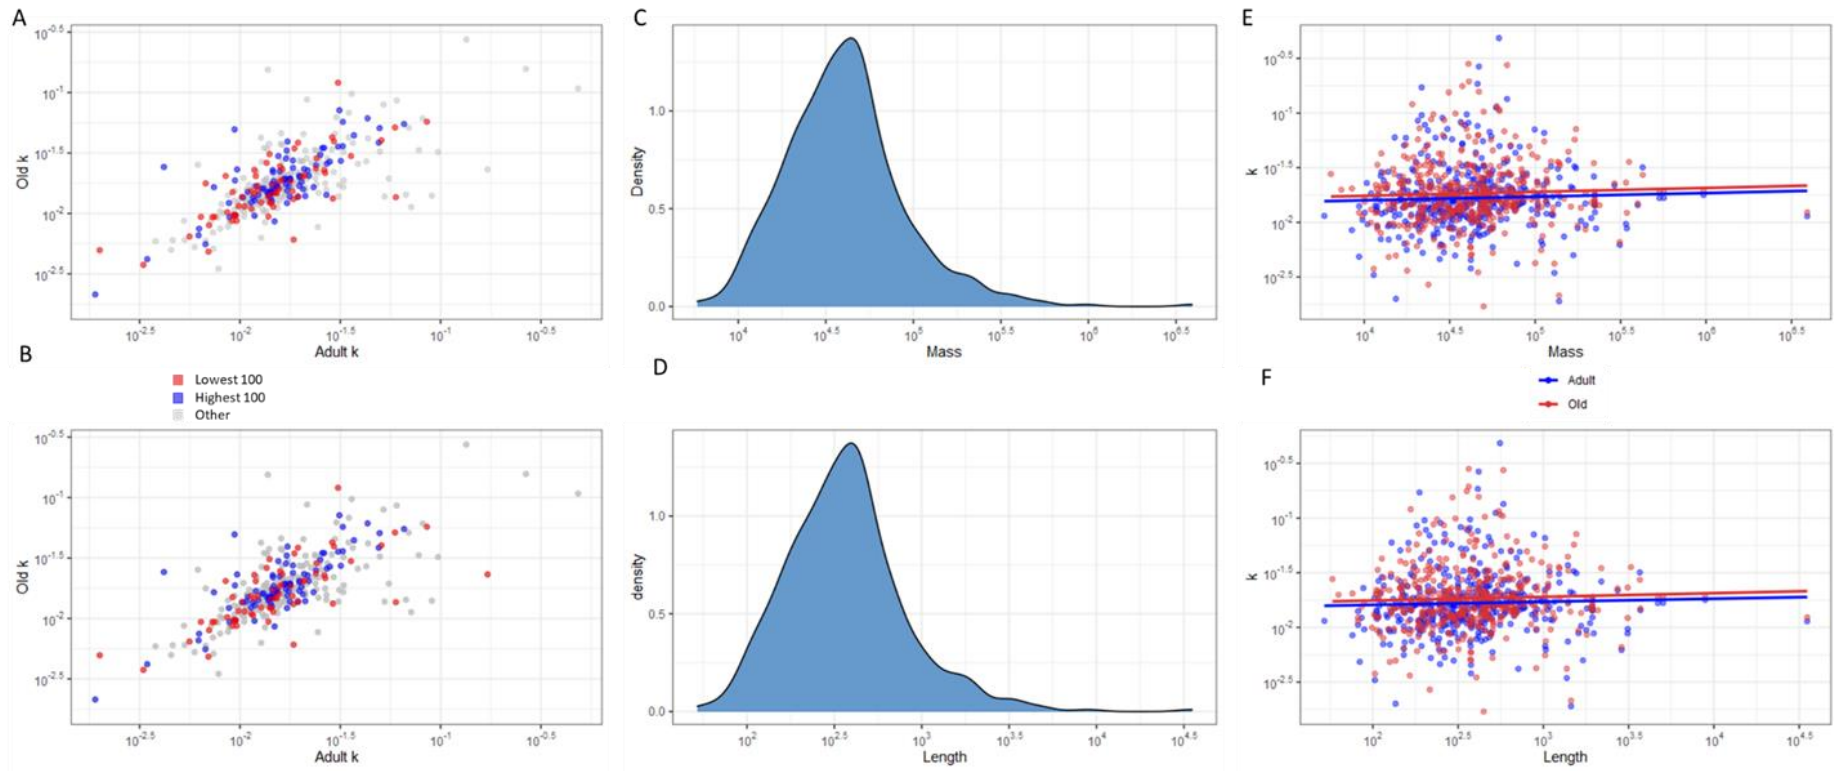 A
10^-0.5
10^-1
10^-1.5
10^-2
10^-2.5
Old k
10^-2.5 10^-2 10^-1.5 10^-1 10^-0.5
Adult k
C
1.0
0.5
0.0
Density
10^4 10^4.5 10^5 10^5.5 10^6 10^6.5
Mass
E
10^-0.5
10^-1
10^-1.5
10^-2
10^-2.5
k
10^4 10^4.5 10^5 10^5.5 10^6 10^6.5
Mass
B
Lowest 100
Highest 100
Other
10^-0.5
10^-1
10^-1.5
10^-2
10^-2.5
Old k
10^-2.5 10^-2 10^-1.5 10^-1 10^-0.5
Adult k
D
1.0
0.5
0.0
density
10^2 10^2.5 10^3 10^3.5 10^4 10^4.5
Length
F
Adult
Old
10^-0.5
10^-1
10^-1.5
10^-2
10^-2.5
k
10^2 10^2.5 10^3 10^3.5 10^4 10^4.5
Length